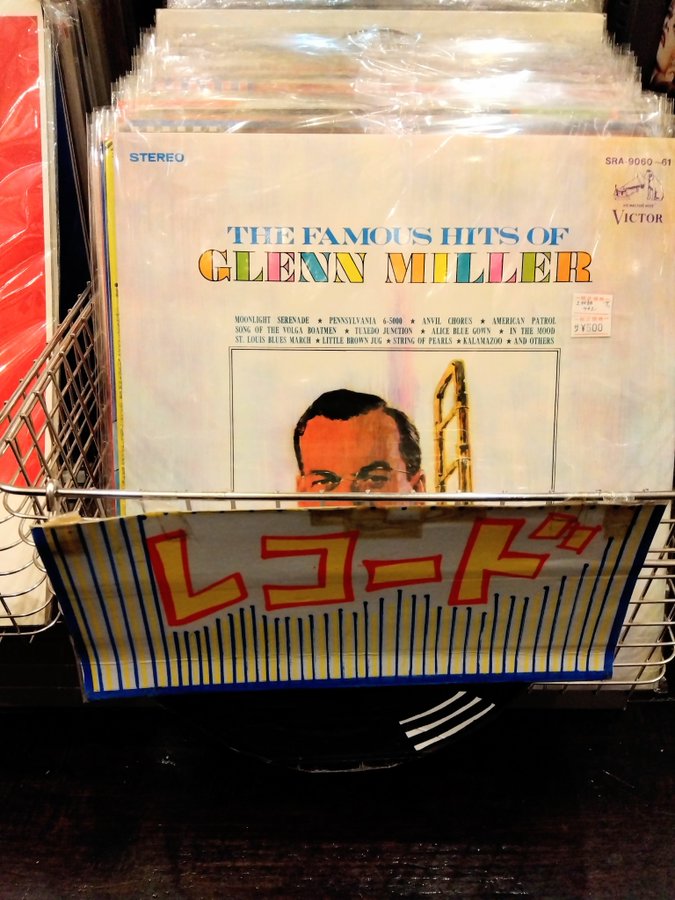 STEREO
SRA-9060~61
VICTOR
THE FAMOUS HITS OF
GLENN MILLER
MOONLIGHT SERENADE ★ PENNSYLVANIA 6-5000 ★ ANVIL CHORUS ★ AMERICAN PATROL
SONG OF THE VOLGA BOATMEN ★ TUXEDO JUNCTION ★ ALICE BLUE GOWN ★ IN THE MOOD
ST. LOUIS BLUES MARCH ★ LITTLE BROWN JUG ★ STRING OF PEARLS ★ KALAMAZOO ★ AND OTHERS
レコード